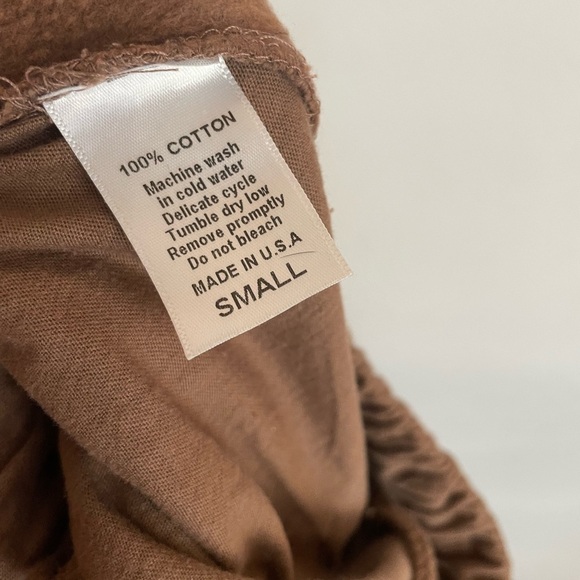 100% COTTON
Machine wash
in cold water
Delicate cycle
Tumble dry low
Remove promptly
Do not bleach
MADE IN U.S.A
SMALL